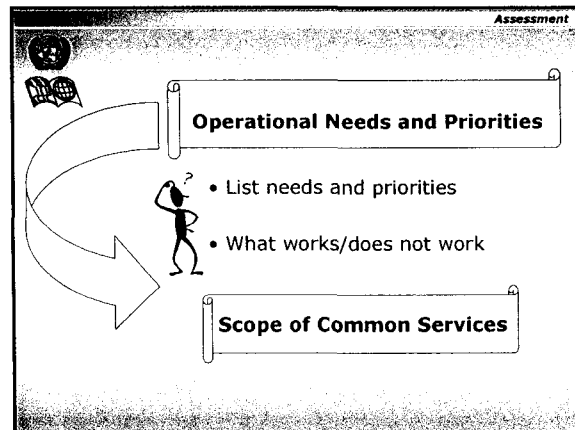 Assessment
Operational Needs and Priorities
?
• List needs and priorities
• What works/does not work
Scope of Common Services